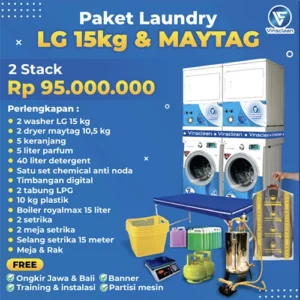 Paket Laundry
Vinsclean
LG 15kg & MAYTAG
2 Stack
Rp 95.000.000
Perlengkapan :
• 2 washer LG 15 kg
• 2 dryer maytag 10,5 kg
• 5 keranjang
• 5 liter parfum
• 40 liter detergent
• Satu set chemical anti noda
• Timbangan digital
• 2 tabung LPG
• 10 kg plastik
• Boiler royalmax 15 liter
• 2 setrika
• 2 meja setrika
• Selang setrika 15 meter
• Meja & Rak
FREE
Ongkir Jawa & Bali
Banner
Training & instalasi
Partisi mesin